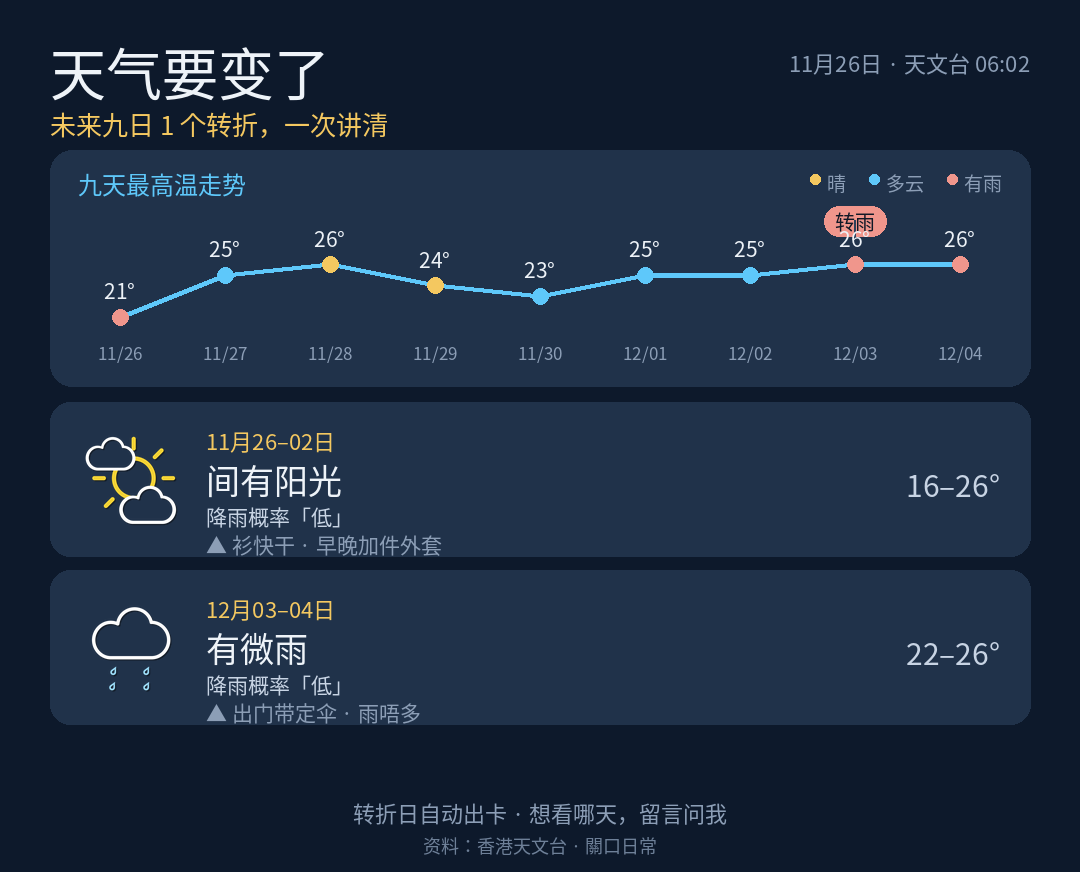 天气要变了
11月26日 · 天文台 06:02
未来九日 1 个转折，一次讲清
九天最高温走势
晴 多云 有雨
转雨
21° 25° 26° 24° 23° 25° 25° 26° 26°
11/26 11/27 11/28 11/29 11/30 12/01 12/02 12/03 12/04
11月26–02日
间有阳光
16–26°
降雨概率「低」
▲ 衫快干 · 早晚加件外套
12月03–04日
有微雨
22–26°
降雨概率「低」
▲ 出门带定伞 · 雨唔多
转折日自动出卡 · 想看哪天，留言问我
资料：香港天文台 · 關口日常